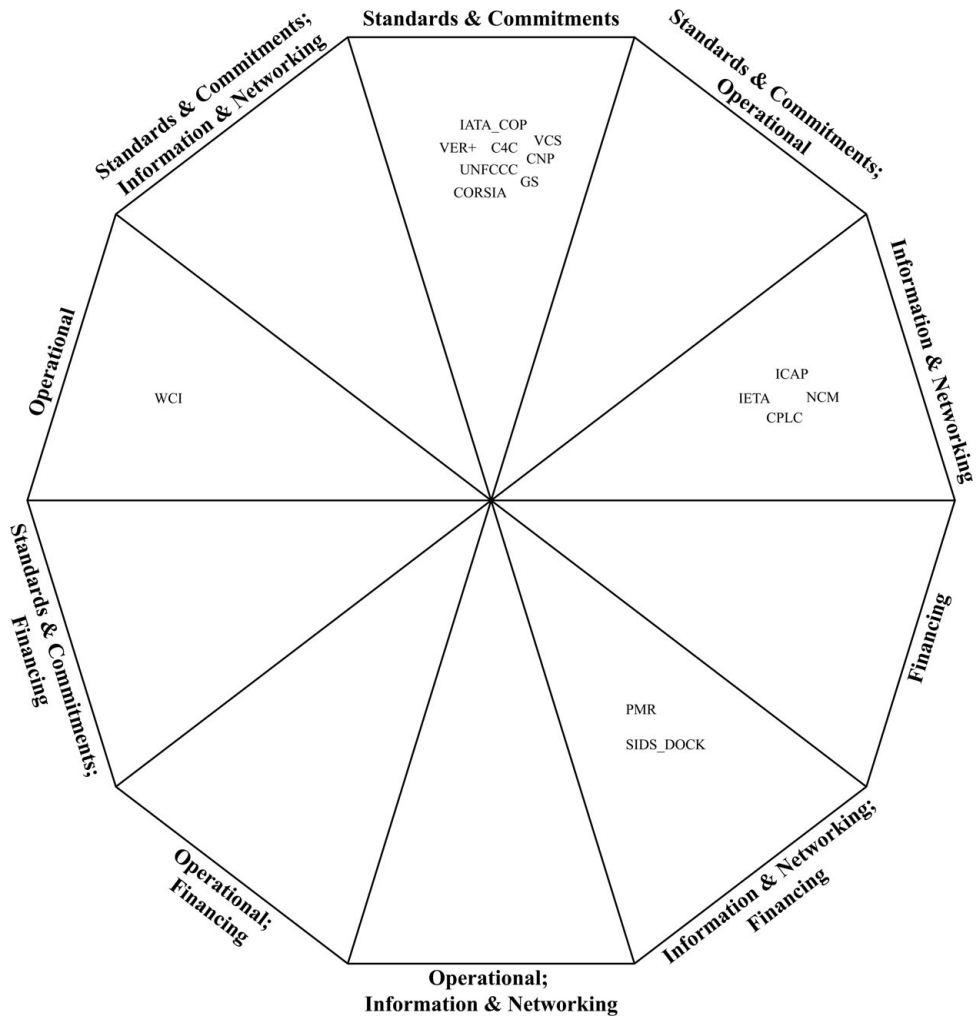 Standards & Commitments
Standards & Commitments;
Operational
Information & Networking
Financing
Information & Networking;
Financing
Operational;
Information & Networking
Operational;
Financing
Standards & Commitments;
Financing
Operational
Standards & Commitments;
Information & Networking
IATA_COP
VER+ C4C VCS
CNP
UNFCCC
GS
CORSIA
ICAP
IETA NCM
CPLC
WCI
PMR
SIDS_DOCK